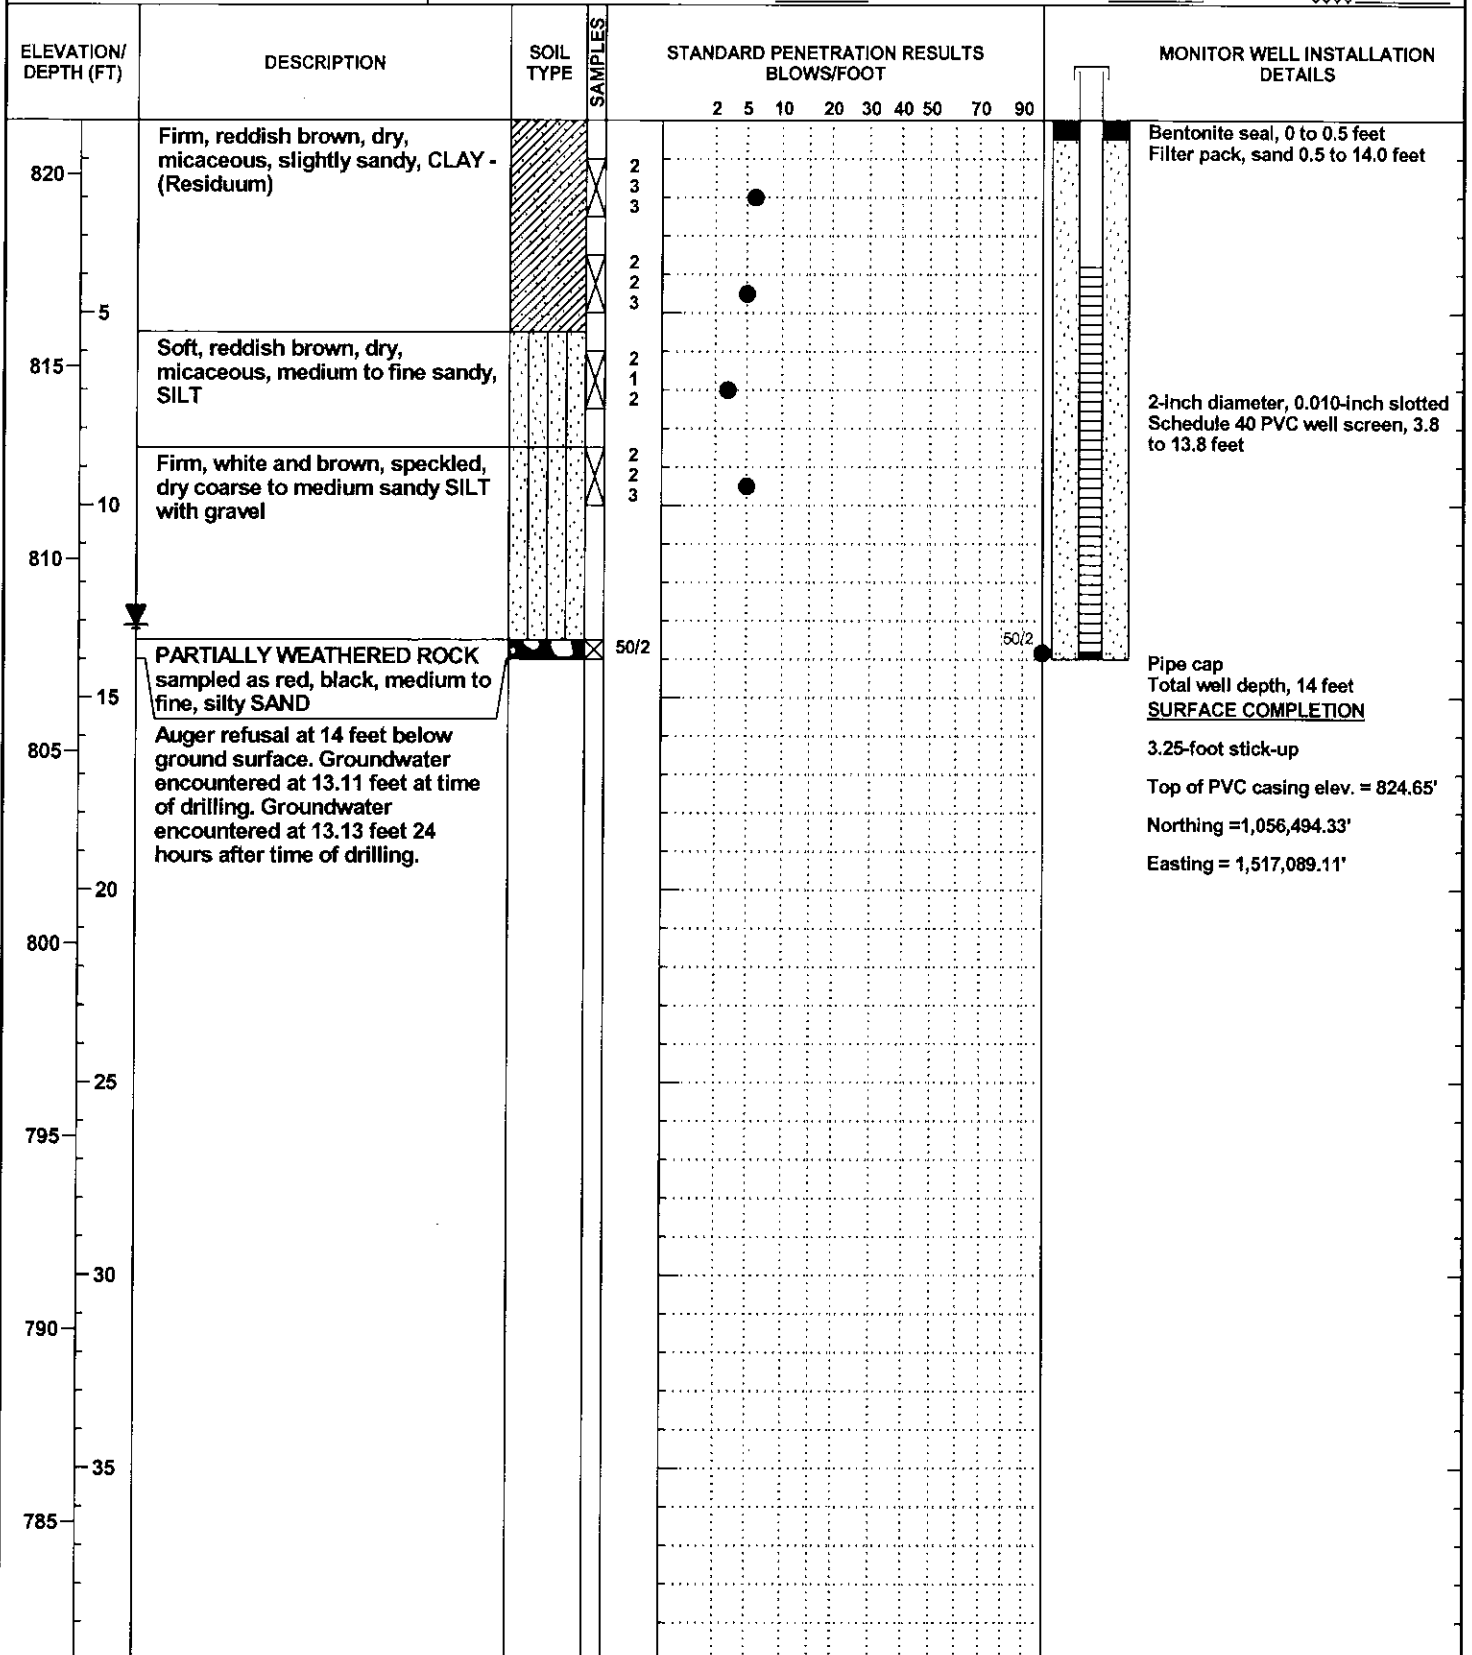 ELEVATION/
DEPTH (FT)
DESCRIPTION
SOIL
TYPE
SAMPLES
STANDARD PENETRATION RESULTS
BLOWS/FOOT
2 5 10 20 30 40 50 70 90
MONITOR WELL INSTALLATION
DETAILS
Firm, reddish brown, dry,
micaceous, slightly sandy, CLAY -
(Residuum)
Soft, reddish brown, dry,
micaceous, medium to fine sandy,
SILT
Firm, white and brown, speckled,
dry coarse to medium sandy SILT
with gravel
PARTIALLY WEATHERED ROCK
sampled as red, black, medium to
fine, silty SAND
Auger refusal at 14 feet below
ground surface. Groundwater
encountered at 13.11 feet at time
of drilling. Groundwater
encountered at 13.13 feet 24
hours after time of drilling.
820
5
815
10
810
15
805
20
800
25
795
30
790
35
785
2
3
3
2
2
3
2
1
2
2
2
3
50/2
50/2
Bentonite seal, 0 to 0.5 feet
Filter pack, sand 0.5 to 14.0 feet
2-inch diameter, 0.010-inch slotted
Schedule 40 PVC well screen, 3.8
to 13.8 feet
Pipe cap
Total well depth, 14 feet
SURFACE COMPLETION
3.25-foot stick-up
Top of PVC casing elev. = 824.65'
Northing =1,056,494.33'
Easting = 1,517,089.11'